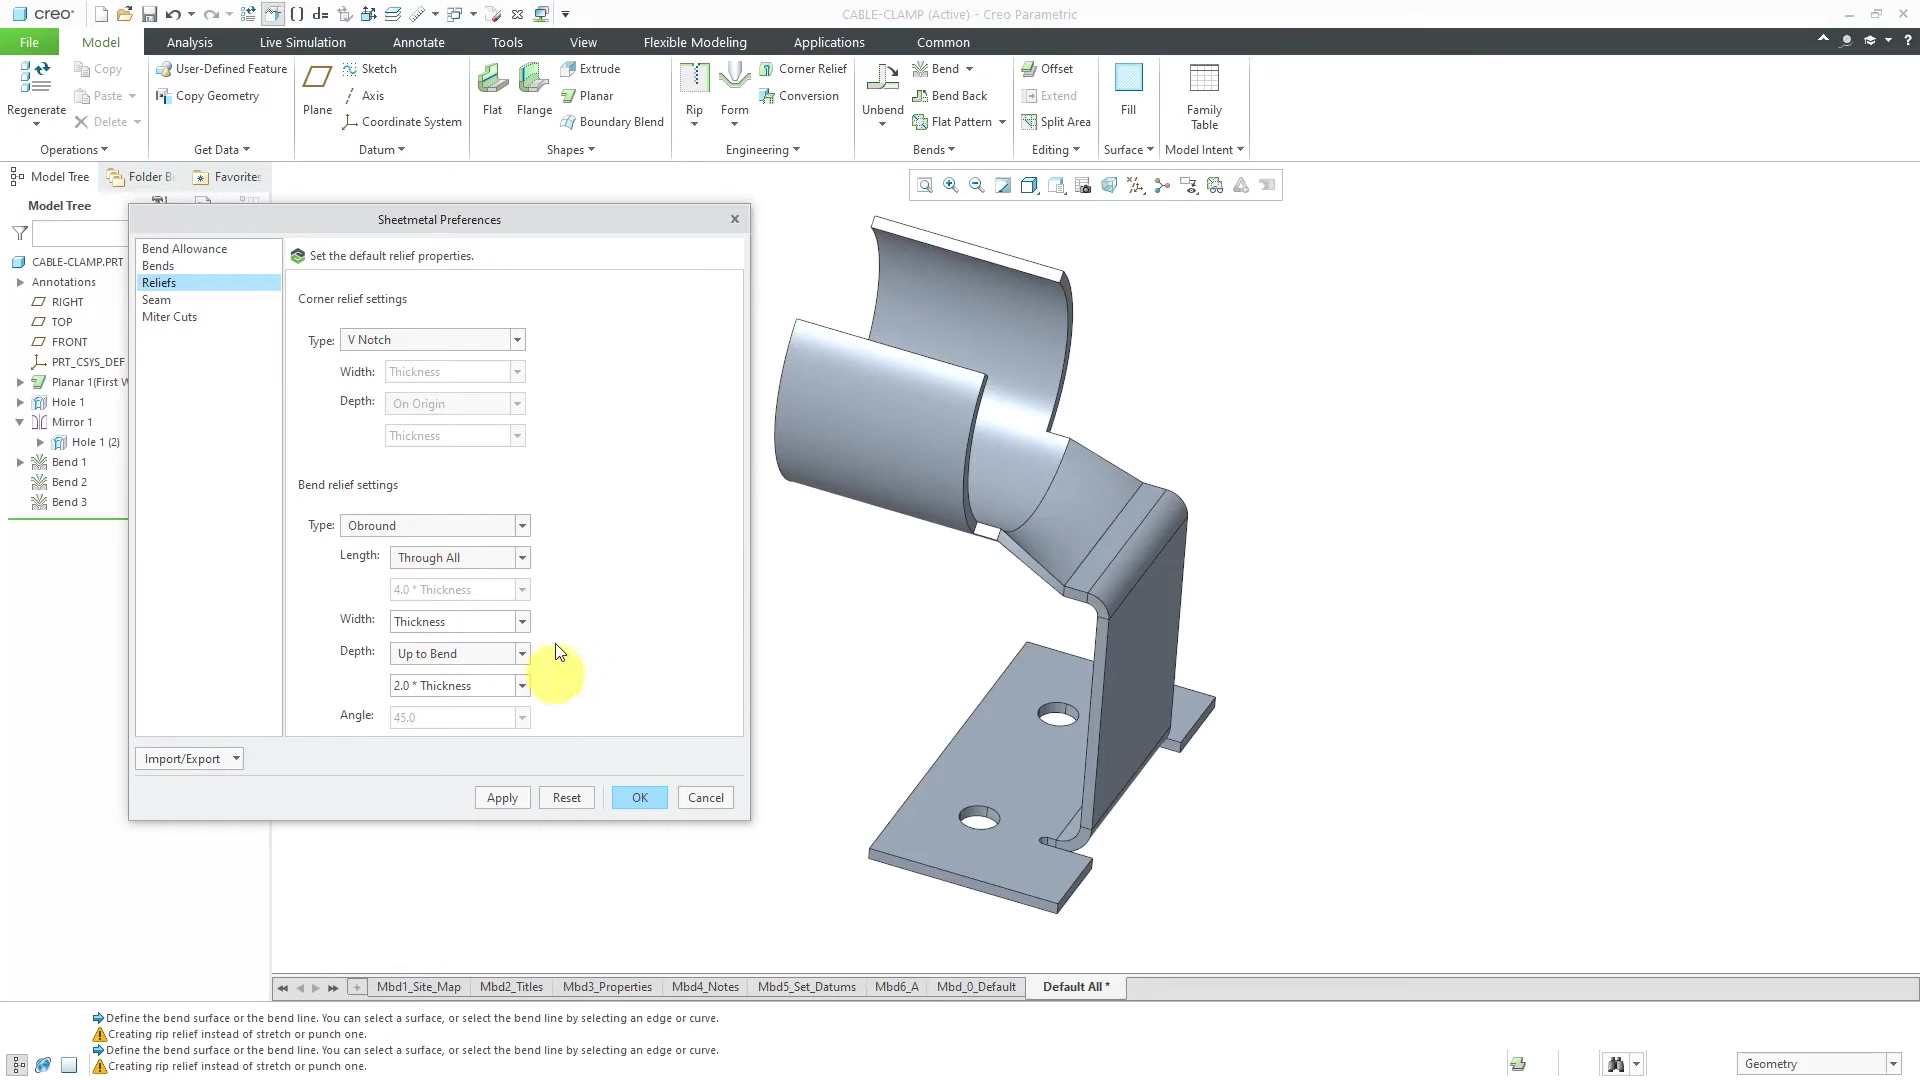 creo
CABLE-CLAMP (Active) - Creo Parametric
File
Model
Analysis
Live Simulation
Annotate
Tools
View
Flexible Modeling
Applications
Common
Regenerate
Copy
Paste
Delete
Operations
User-Defined Feature
Copy Geometry
Get Data
Plane
Sketch
Axis
Coordinate System
Datum
Flat
Flange
Extrude
Planar
Boundary Blend
Shapes
Rip
Form
Corner Relief
Conversion
Engineering
Unbend
Bend
Bend Back
Flat Pattern
Bends
Offset
Extend
Split Area
Editing
Fill
Surface
Family
Table
Model Intent
Model Tree
Folder B
Favorites
Model Tree
CABLE-CLAMP.PRT
Annotations
RIGHT
TOP
FRONT
PRT_CSYS_DEF
Planar 1(First W
Hole 1
Mirror 1
Hole 1 (2)
Bend 1
Bend 2
Bend 3
Sheetmetal Preferences
Bend Allowance
Bends
Reliefs
Seam
Miter Cuts
Set the default relief properties.
Corner relief settings
Type: V Notch
Width: Thickness
Depth: On Origin
Thickness
Bend relief settings
Type: Obround
Length: Through All
4.0 * Thickness
Width: Thickness
Depth: Up to Bend
2.0 * Thickness
Angle: 45.0
Import/Export
Apply
Reset
OK
Cancel
Mbd1_Site_Map
Mbd2_Titles
Mbd3_Properties
Mbd4_Notes
Mbd5_Set_Datums
Mbd6_A
Mbd_0_Default
Default All *
Define the bend surface or the bend line. You can select a surface, or select the bend line by selecting an edge or curve.
Creating rip relief instead of stretch or punch one.
Define the bend surface or the bend line. You can select a surface, or select the bend line by selecting an edge or curve.
Creating rip relief instead of stretch or punch one.
Geometry